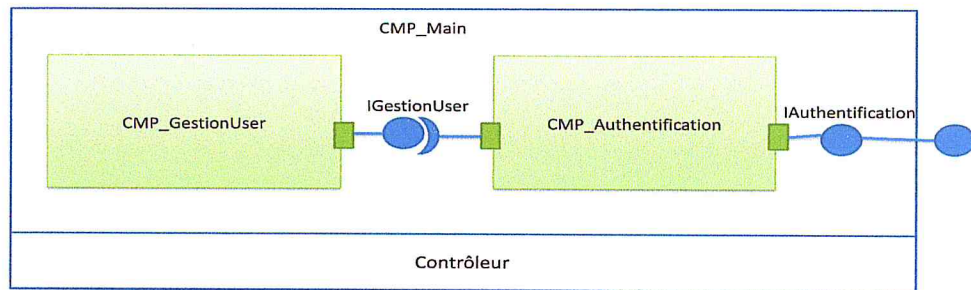 CMP_Main
IGestionUser
CMP_GestionUser
CMP_Authentification
IAuthentification
Contrôleur